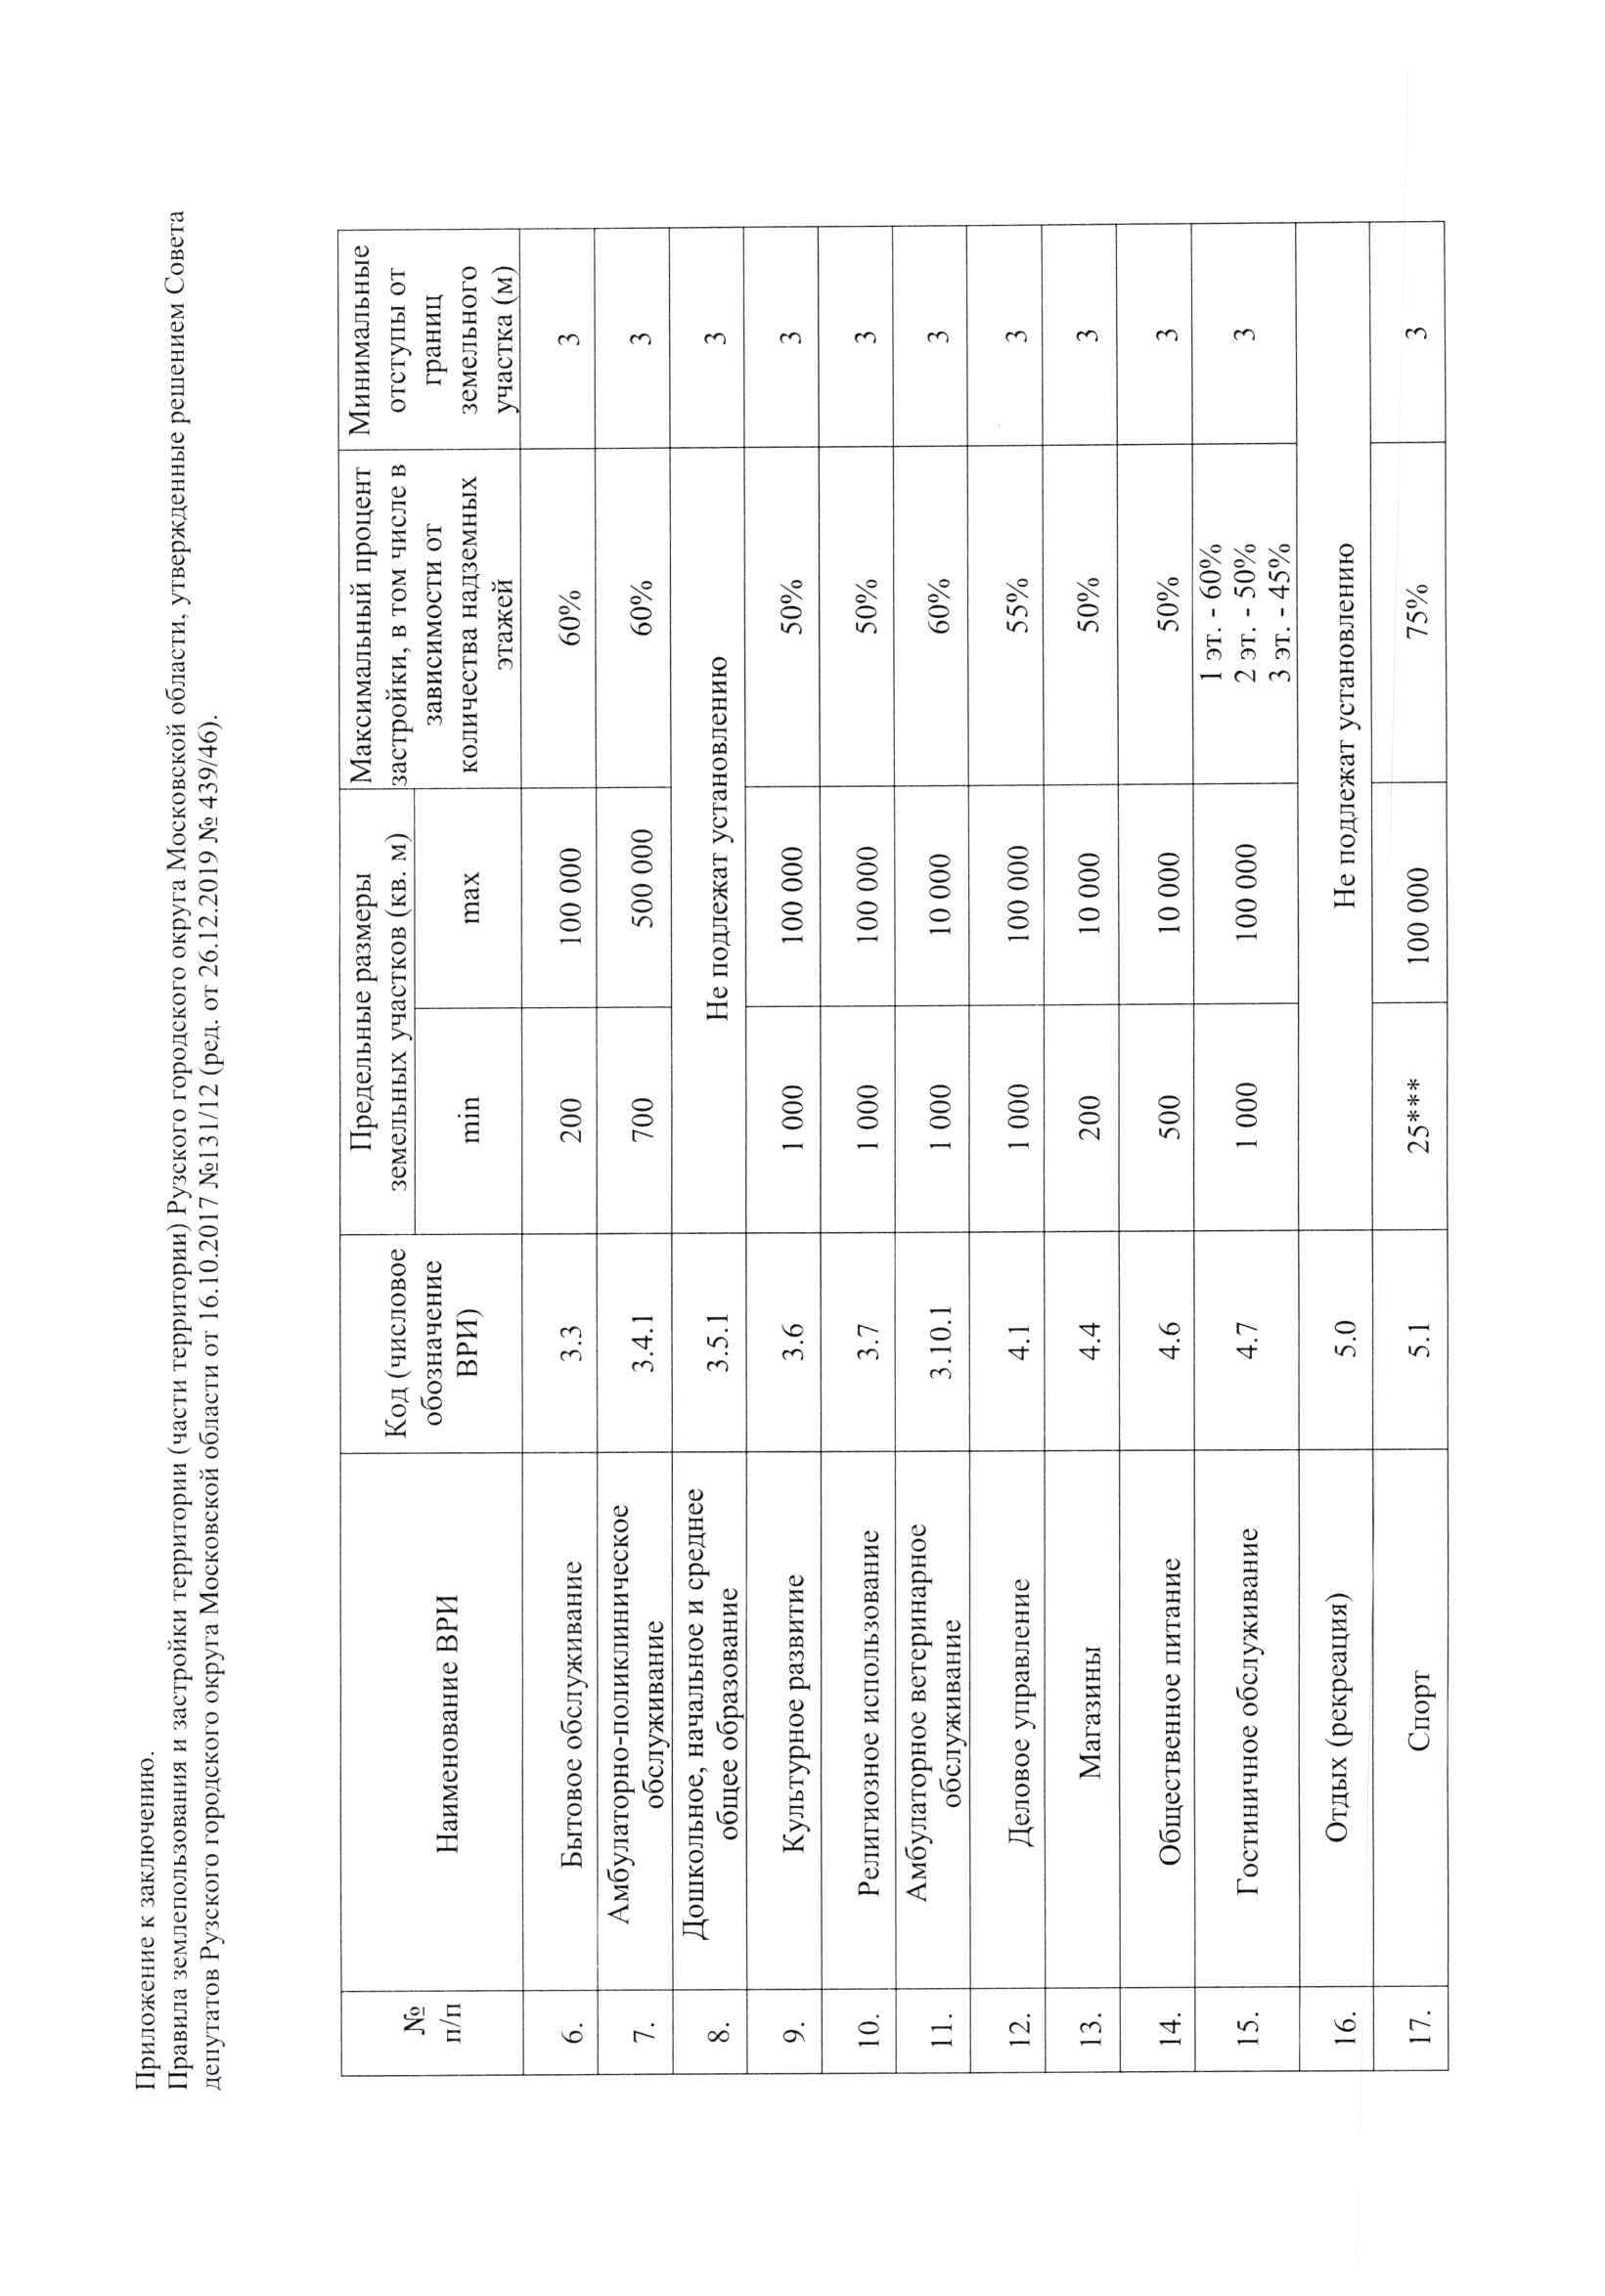 Приложение к заключению.
Правила землепользования и застройки территории (части территории) Рузского городского округа Московской области, утвержденные решением Совета
депутатов Рузского городского округа Московской области от 16.10.2017 №131/12 (ред. от 26.12.2019 № 439/46).
№
п/п
Наименование ВРИ
Код (числовое
обозначение
ВРИ)
Предельные размеры
земельных участков (кв. м)
min
max
Максимальный процент
застройки, в том числе в
зависимости от
количества надземных
этажей
Минимальные
отступы от
границ
земельного
участка (м)
6. Бытовое обслуживание 3.3 200 100 000 60% 3
7. Амбулаторно-поликлиническое
обслуживание 3.4.1 700 500 000 60% 3
8. Дошкольное, начальное и среднее
общее образование 3.5.1 Не подлежат установлению 3
9. Культурное развитие 3.6 1 000 100 000 50% 3
10. Религиозное использование 3.7 1 000 100 000 50% 3
11. Амбулаторное ветеринарное
обслуживание 3.10.1 1 000 10 000 60% 3
12. Деловое управление 4.1 1 000 100 000 55% 3
13. Магазины 4.4 200 10 000 50% 3
14. Общественное питание 4.6 500 10 000 50% 3
15. Гостиничное обслуживание 4.7 1 000 100 000 1 эт. - 60%
2 эт. - 50%
3 эт. - 45%
3
16. Отдых (рекреация) 5.0 Не подлежат установлению
17. Спорт 5.1 25*** 100 000 75% 3